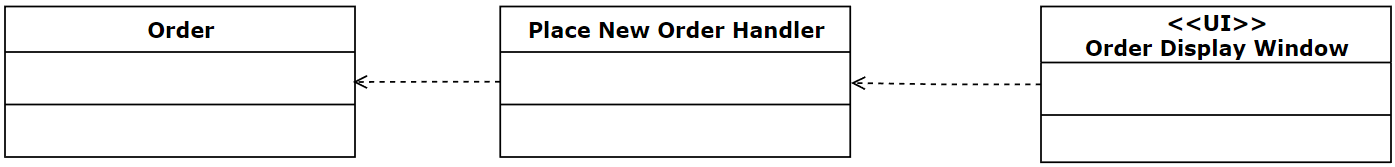 Order
Place New Order Handler
<<UI>>
Order Display Window